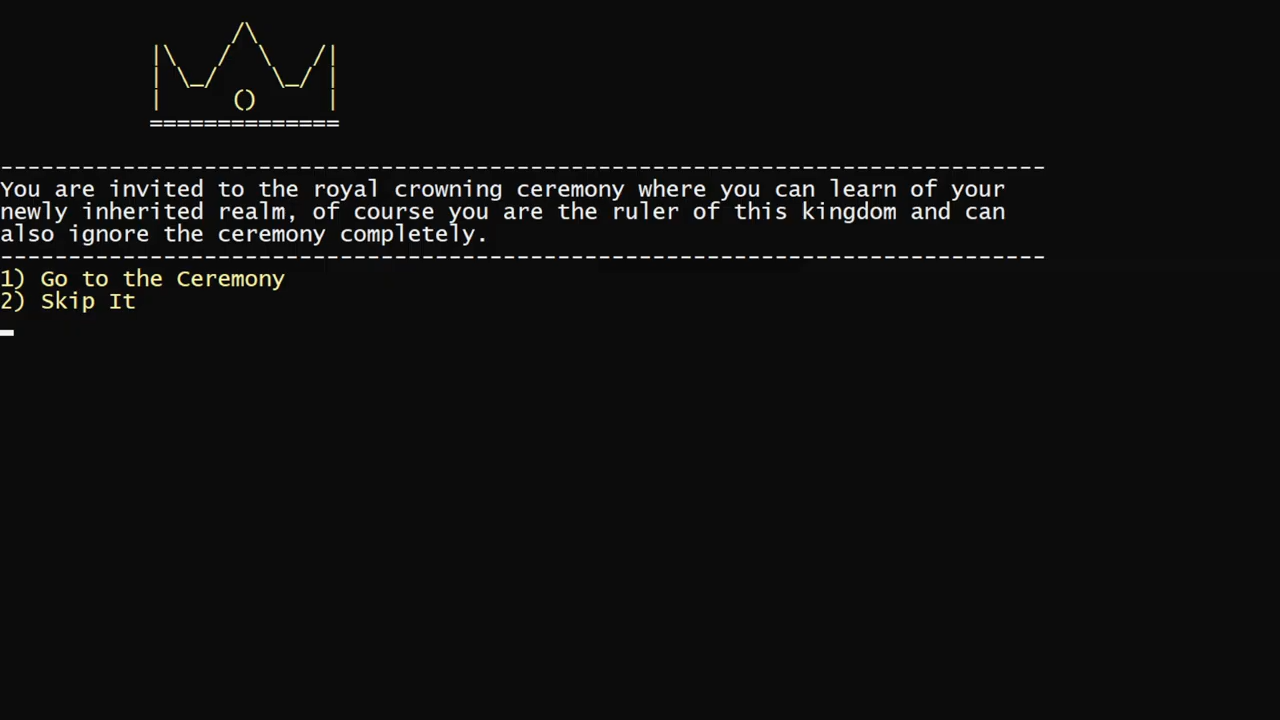 You are invited to the royal crowning ceremony where you can learn of your
newly inherited realm, of course you are the ruler of this kingdom and can
also ignore the ceremony completely.
1) Go to the Ceremony
2) Skip It